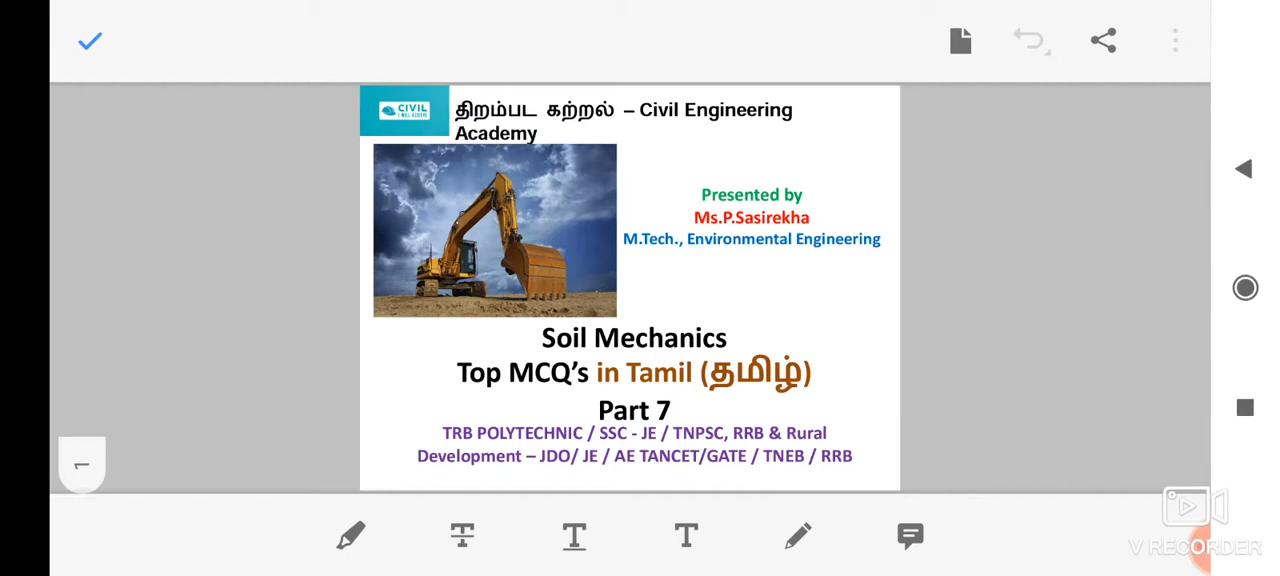 CIVIL
திறம்பட கற்றல் – Civil Engineering
Academy
Presented by
Ms.P.Sasirekha
M.Tech., Environmental Engineering
Soil Mechanics
Top MCQ's in Tamil (தமிழ்)
Part 7
TRB POLYTECHNIC / SSC - JE / TNPSC, RRB & Rural
Development – JDO/ JE / AE TANCET/GATE / TNEB / RRB
1
V RECORDER